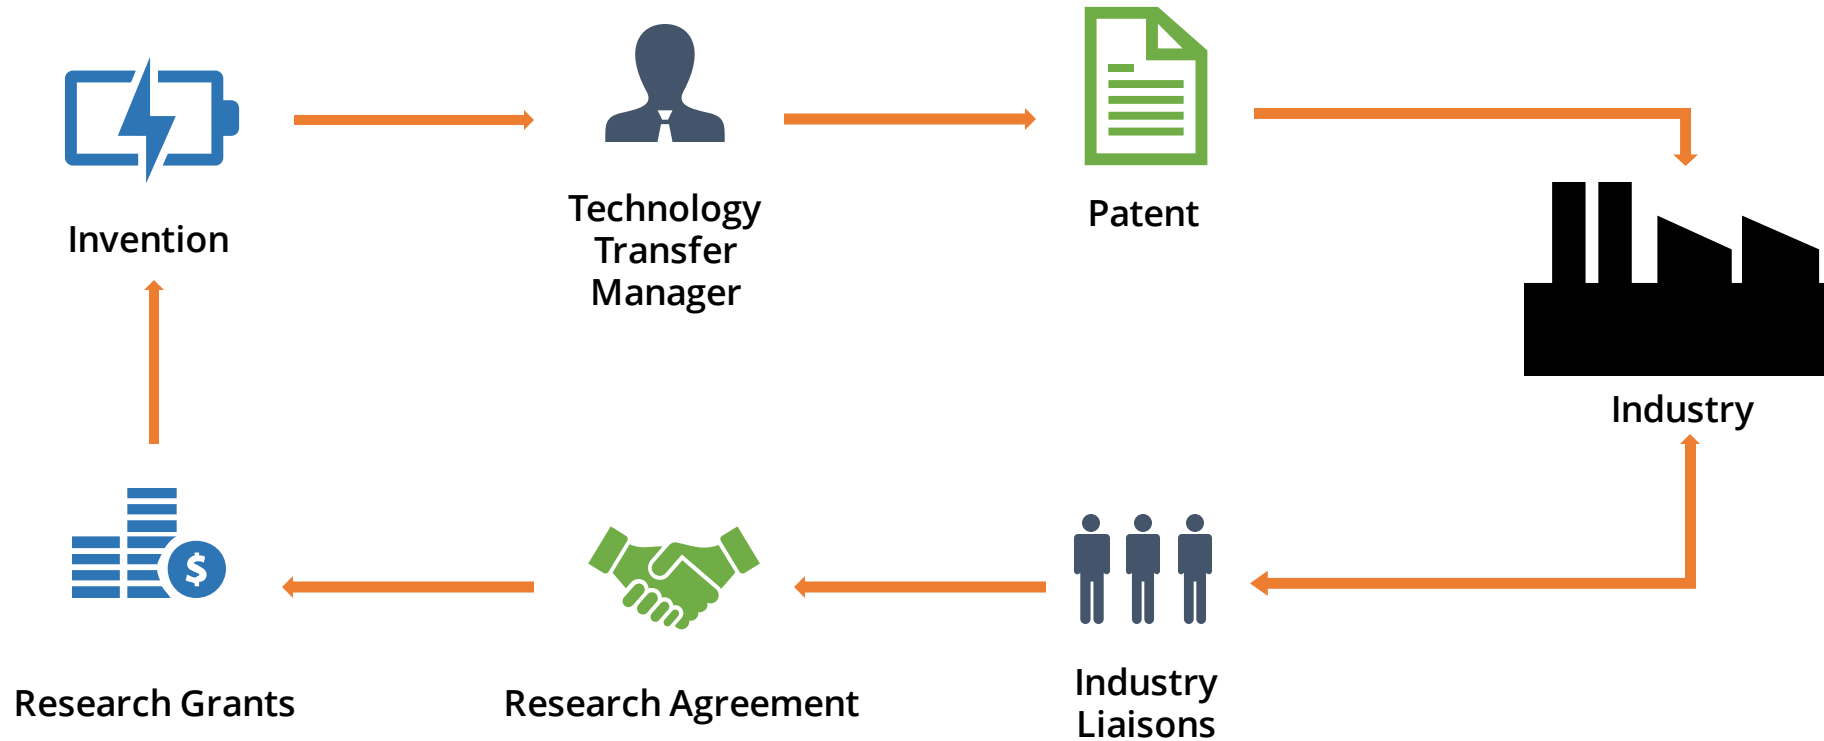 Invention
Technology
Transfer
Manager
Patent
Industry
$
Research Grants
Research Agreement
Industry
Liaisons